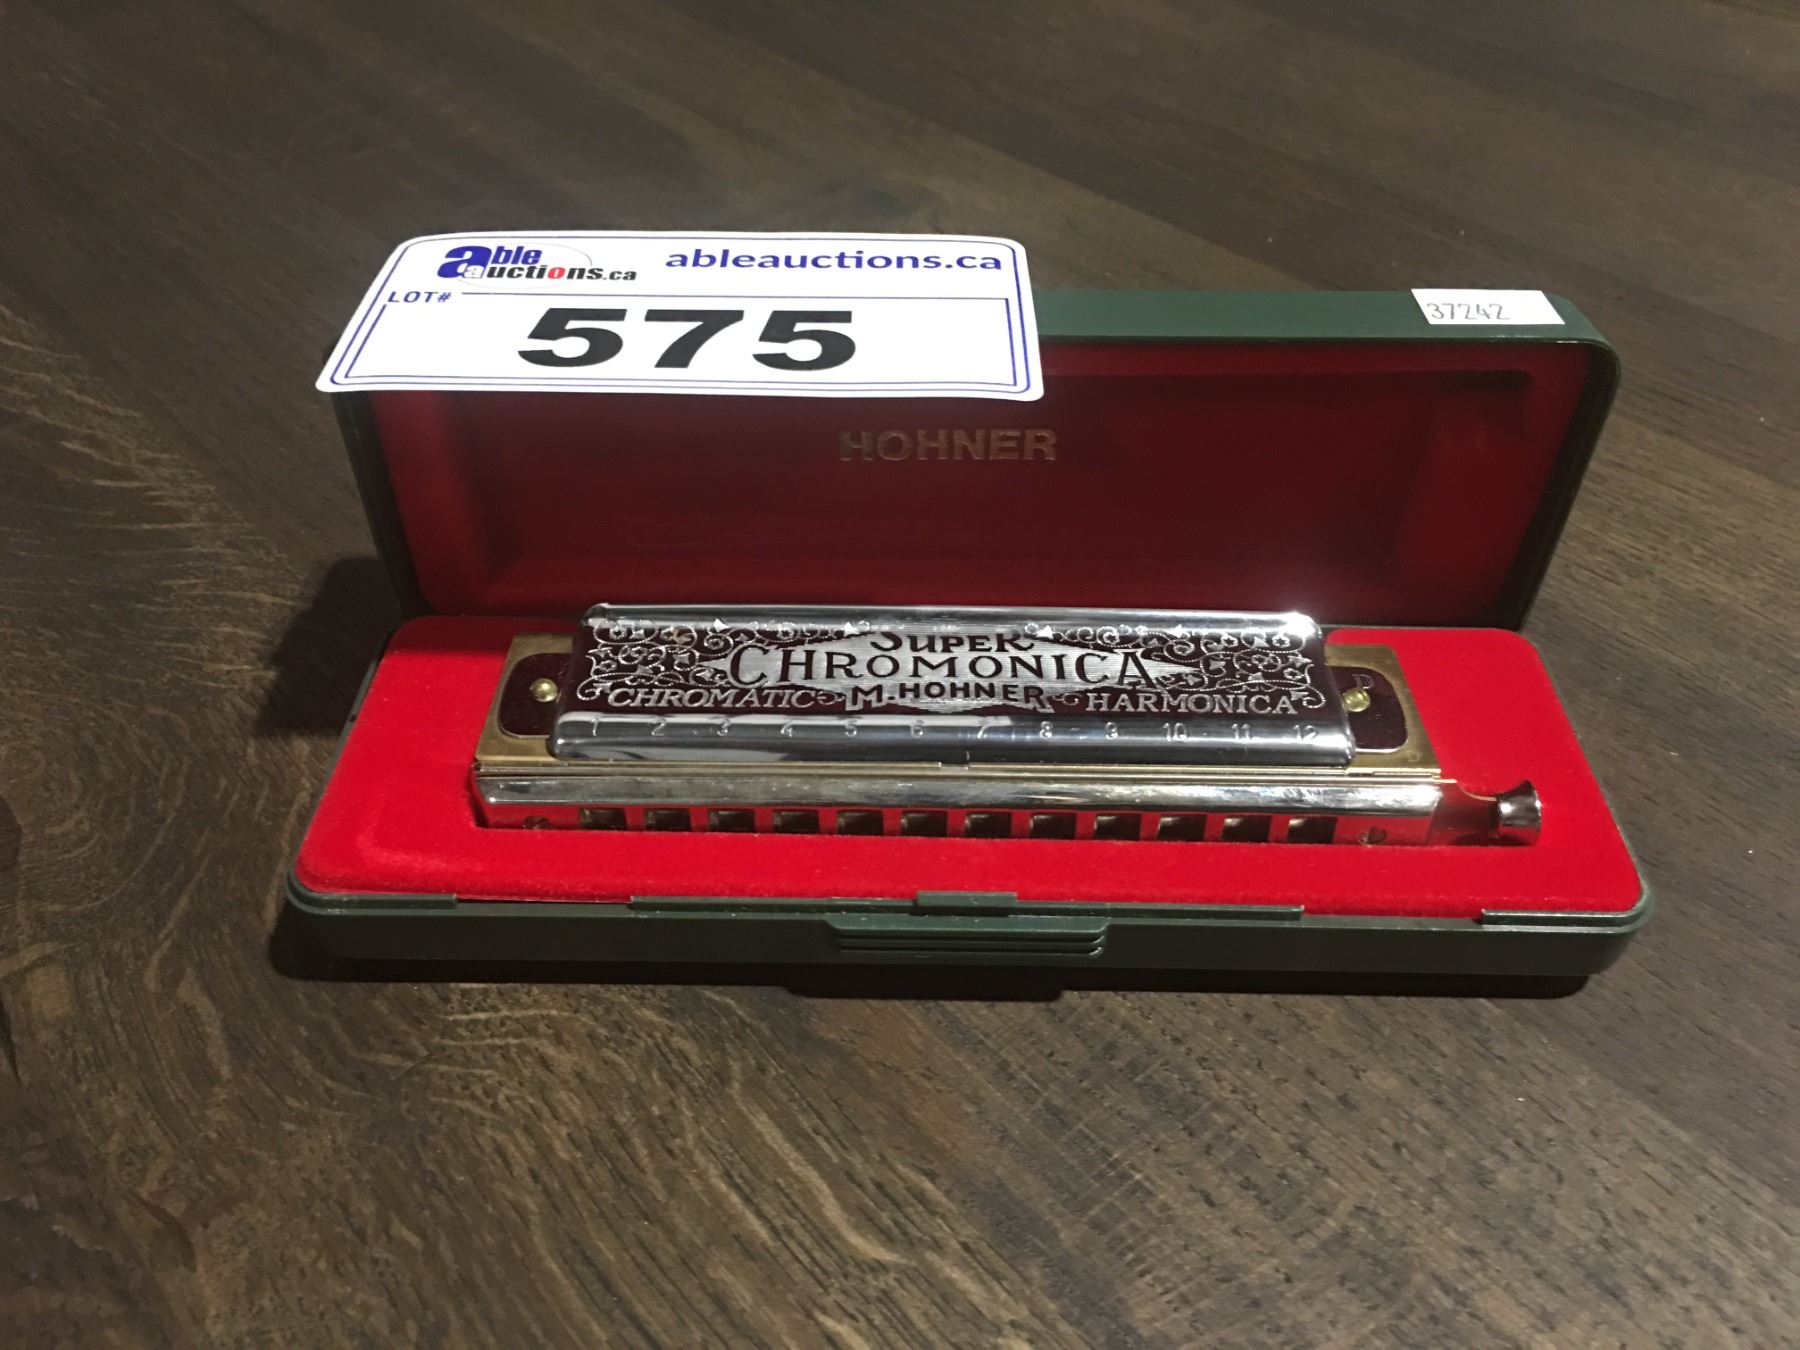 able auctions.ca
ableauctions.ca
LOT#
575
37242
HOHNER
SUPER
CHROMONICA
CHROMATIC M. HOHNER HARMONICA
1 2 3 4 5 6 7 8 9 10 11 12
D